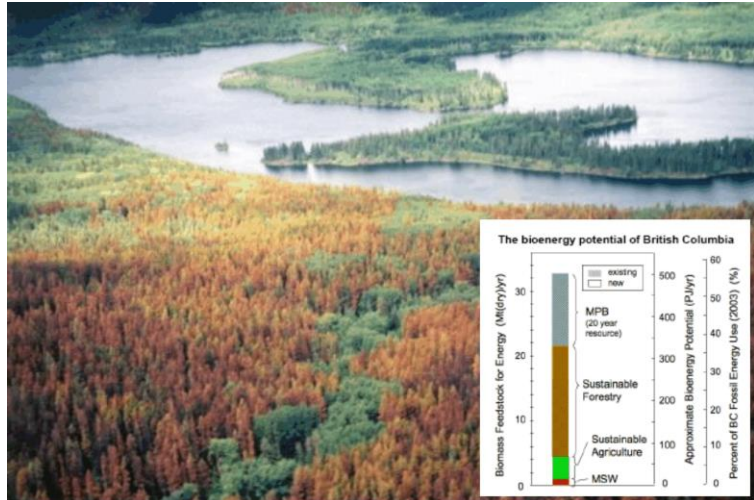 The bioenergy potential of British Columbia
Biomass Feedstock for Energy (Mt(dry)/yr)
30
20
10
0
existing
new
MPB
(20 year
resource)
Sustainable
Forestry
Sustainable
Agriculture
MSW
500
400
300
200
100
0
Approximate Bioenergy Potential (PJ/yr)
60
50
40
30
20
10
0
Percent of BC Fossil Energy Use (2003) (%)